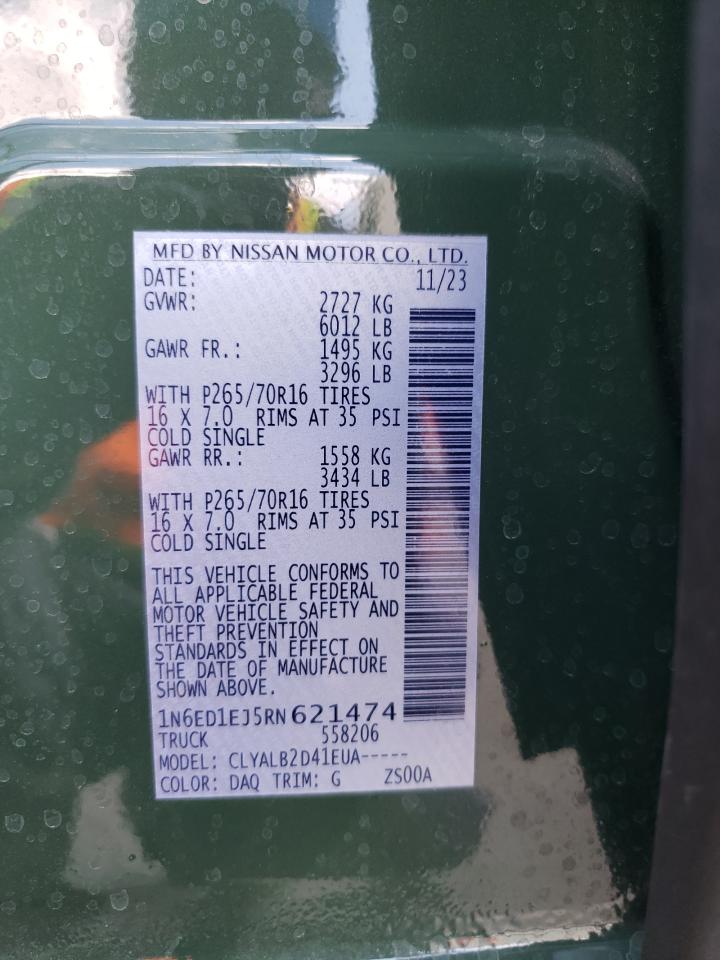 MFD BY NISSAN MOTOR CO., LTD.
DATE: 11/23
GVWR: 2727 KG
6012 LB
GAWR FR.: 1495 KG
3296 LB
WITH P265/70R16 TIRES
16 X 7.0 RIMS AT 35 PSI
COLD SINGLE
GAWR RR.: 1558 KG
3434 LB
WITH P265/70R16 TIRES
16 X 7.0 RIMS AT 35 PSI
COLD SINGLE
THIS VEHICLE CONFORMS TO
ALL APPLICABLE FEDERAL
MOTOR VEHICLE SAFETY AND
THEFT PREVENTION
STANDARDS IN EFFECT ON
THE DATE OF MANUFACTURE
SHOWN ABOVE.
1N6ED1EJ5RN621474
TRUCK 558206
MODEL: CLYALB2D41EUA-----
COLOR: DAQ TRIM: G ZS00A